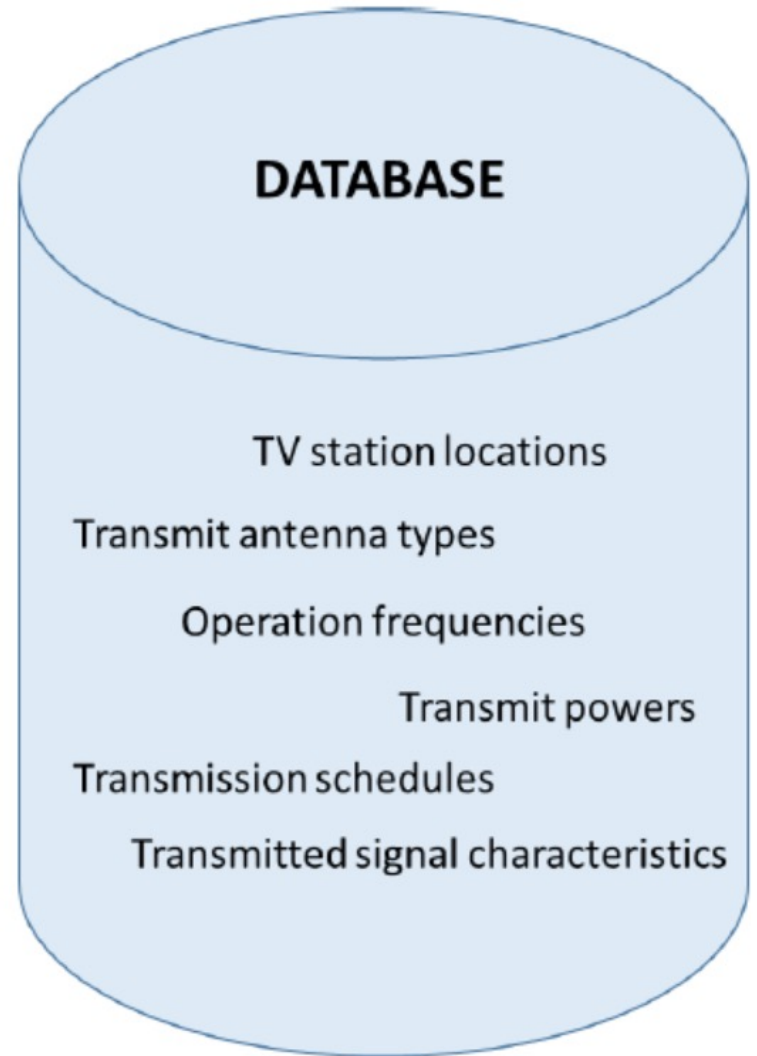 DATABASE
TV station locations
Transmit antenna types
Operation frequencies
Transmit powers
Transmission schedules
Transmitted signal characteristics